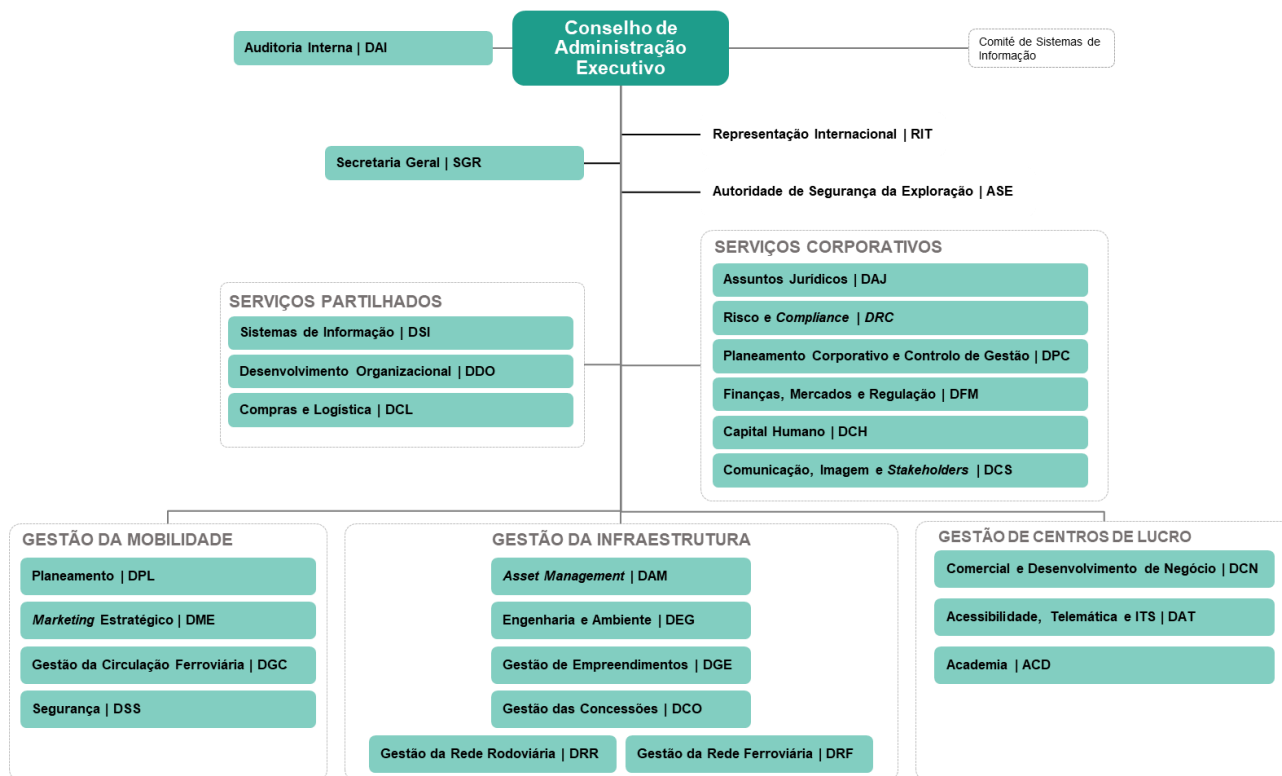 Conselho de
Administração
Executivo
Auditoria Interna | DAI
Comité de Sistemas de
Informação
Representação Internacional | RIT
Secretaria Geral | SGR
Autoridade de Segurança da Exploração | ASE
SERVIÇOS PARTILHADOS
Sistemas de Informação | DSI
Desenvolvimento Organizacional | DDO
Compras e Logística | DCL
SERVIÇOS CORPORATIVOS
Assuntos Jurídicos | DAJ
Risco e Compliance | DRC
Planeamento Corporativo e Controlo de Gestão | DPC
Finanças, Mercados e Regulação | DFM
Capital Humano | DCH
Comunicação, Imagem e Stakeholders | DCS
GESTÃO DA MOBILIDADE
Planeamento | DPL
Marketing Estratégico | DME
Gestão da Circulação Ferroviária | DGC
Segurança | DSS
GESTÃO DA INFRAESTRUTURA
Asset Management | DAM
Engenharia e Ambiente | DEG
Gestão de Empreendimentos | DGE
Gestão das Concessões | DCO
Gestão da Rede Rodoviária | DRR
Gestão da Rede Ferroviária | DRF
GESTÃO DE CENTROS DE LUCRO
Comercial e Desenvolvimento de Negócio | DCN
Acessibilidade, Telemática e ITS | DAT
Academia | ACD